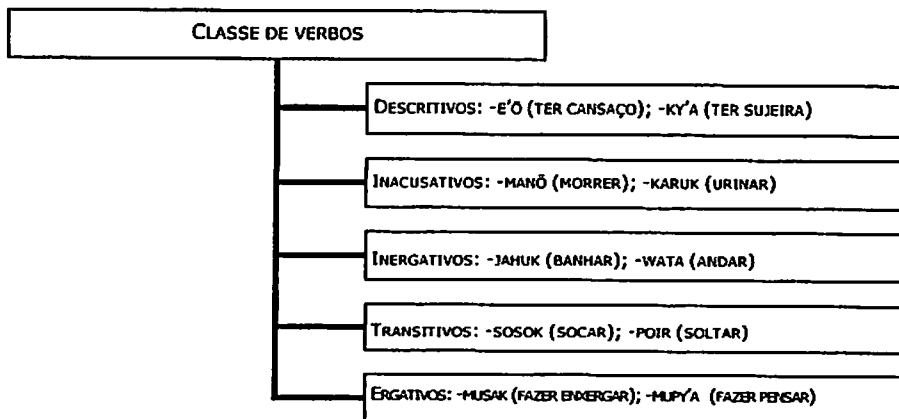 CLASSE DE VERBOS
DESCRITIVOS: -E'Õ (TER CANSAÇO); -KY'A (TER SUJEIRA)
INACUSATIVOS: -MANÕ (MORRER); -KARUK (URINAR)
INERGATIVOS: -JAHUK (BANHAR); -WATA (ANDAR)
TRANSITIVOS: -SOSOK (SOCAR); -POIR (SOLTAR)
ERGATIVOS: -MUSAK (FAZER ENXERGAR); -MUPY'A (FAZER PENSAR)